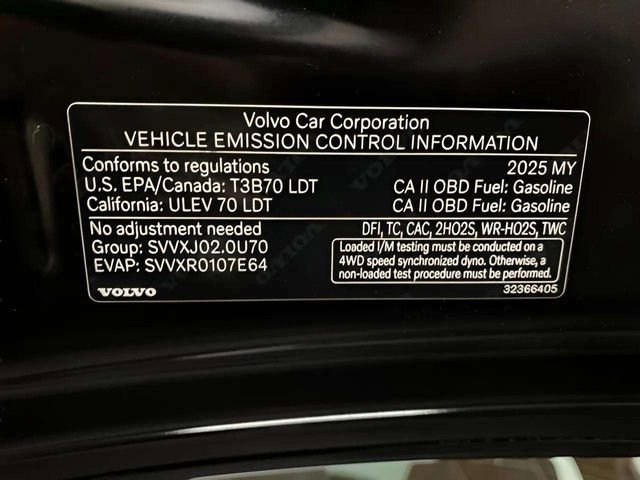 Volvo Car Corporation
VEHICLE EMISSION CONTROL INFORMATION
Conforms to regulations 2025 MY
U.S. EPA/Canada: T3B70 LDT CA II OBD Fuel: Gasoline
California: ULEV 70 LDT CA II OBD Fuel: Gasoline
No adjustment needed DFI, TC, CAC, 2HO2S, WR-HO2S, TWC
Group: SVVXJ02.0U70
EVAP: SVVXR0107E64
Loaded I/M testing must be conducted on a
4WD speed synchronized dyno. Otherwise, a
non-loaded test procedure must be performed.
VOLVO 32366405